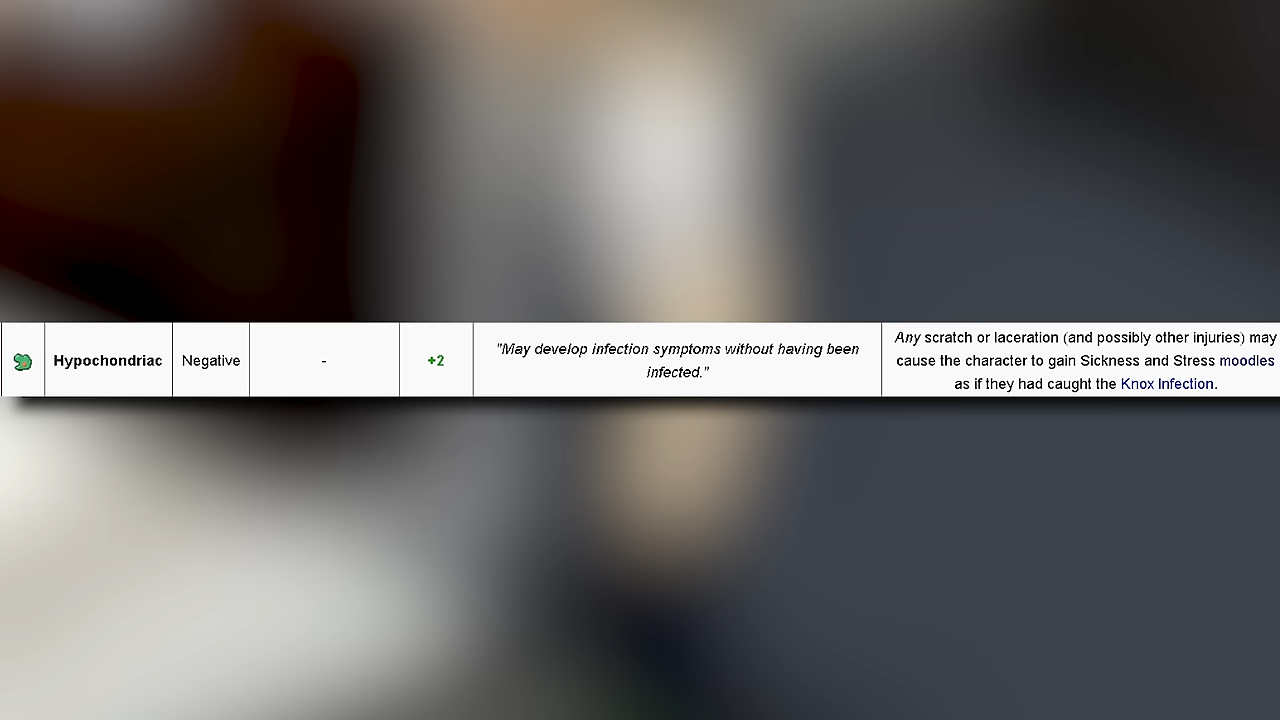 Hypochondriac
Negative
-
+2
"May develop infection symptoms without having been
infected."
Any scratch or laceration (and possibly other injuries) may
cause the character to gain Sickness and Stress moodles
as if they had caught the Knox Infection.